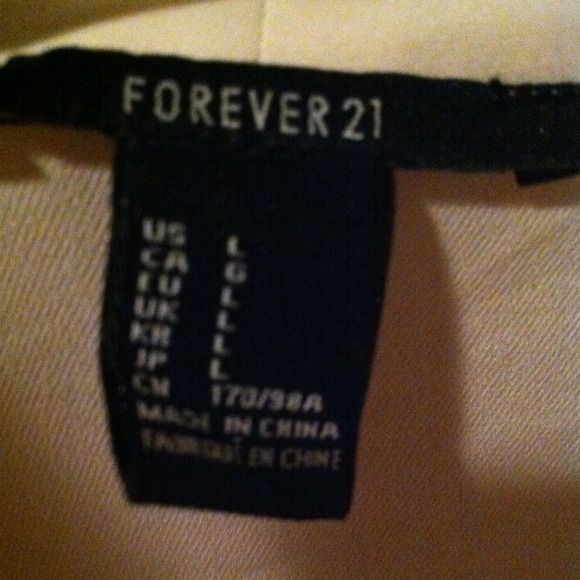 FOREVER 21
US L
CA G
EU L
UK L
KR L
JP L
CN 170/98A
MADE IN CHINA
FABRIQUÉ EN CHINE